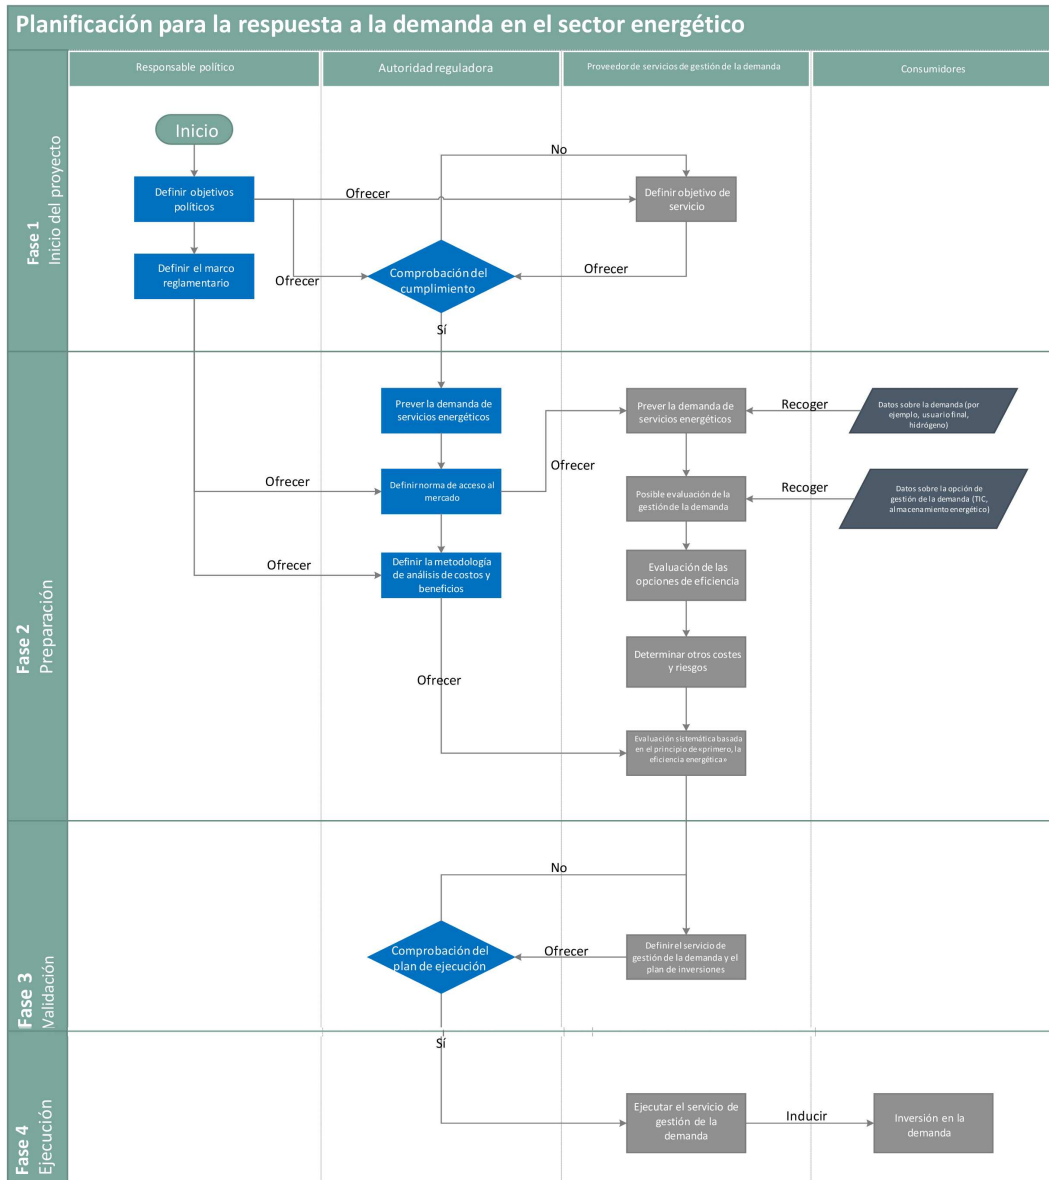 Planificación para la respuesta a la demanda en el sector energético
Responsable político
Autoridad reguladora
Proveedor de servicios de gestión de la demanda
Consumidores
Fase 1
Inicio del proyecto
Inicio
No
Definir objetivos
políticos
Ofrecer
Definir objetivo de
servicio
Definir el marco
reglamentario
Ofrecer
Comprobación del
cumplimiento
Ofrecer
Sí
Fase 2
Preparación
Prever la demanda de
servicios energéticos
Prever la demanda de
servicios energéticos
Recoger
Datos sobre la demanda (por
ejemplo, usuario final,
hidrógeno)
Ofrecer
Ofrecer
Definir norma de acceso al
mercado
Posible evaluación de la
gestión de la demanda
Recoger
Datos sobre la opción de
gestión de la demanda (TIC,
almacenamiento energético)
Ofrecer
Definir la metodología
de análisis de costos y
beneficios
Evaluación de las
opciones de eficiencia
Determinar otros costes
y riesgos
Ofrecer
Evaluación sistemática basada
en el principio de «primero, la
eficiencia energética»
Fase 3
Validación
No
Comprobación del
plan de ejecución
Ofrecer
Definir el servicio de
gestión de la demanda y el
plan de inversiones
Sí
Fase 4
Ejecución
Ejecutar el servicio de
gestión de la
demanda
Inducir
Inversión en la
demanda